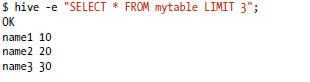 $ hive -e "SELECT * FROM mytable LIMIT 3";
OK
name1 10
name2 20
name3 30